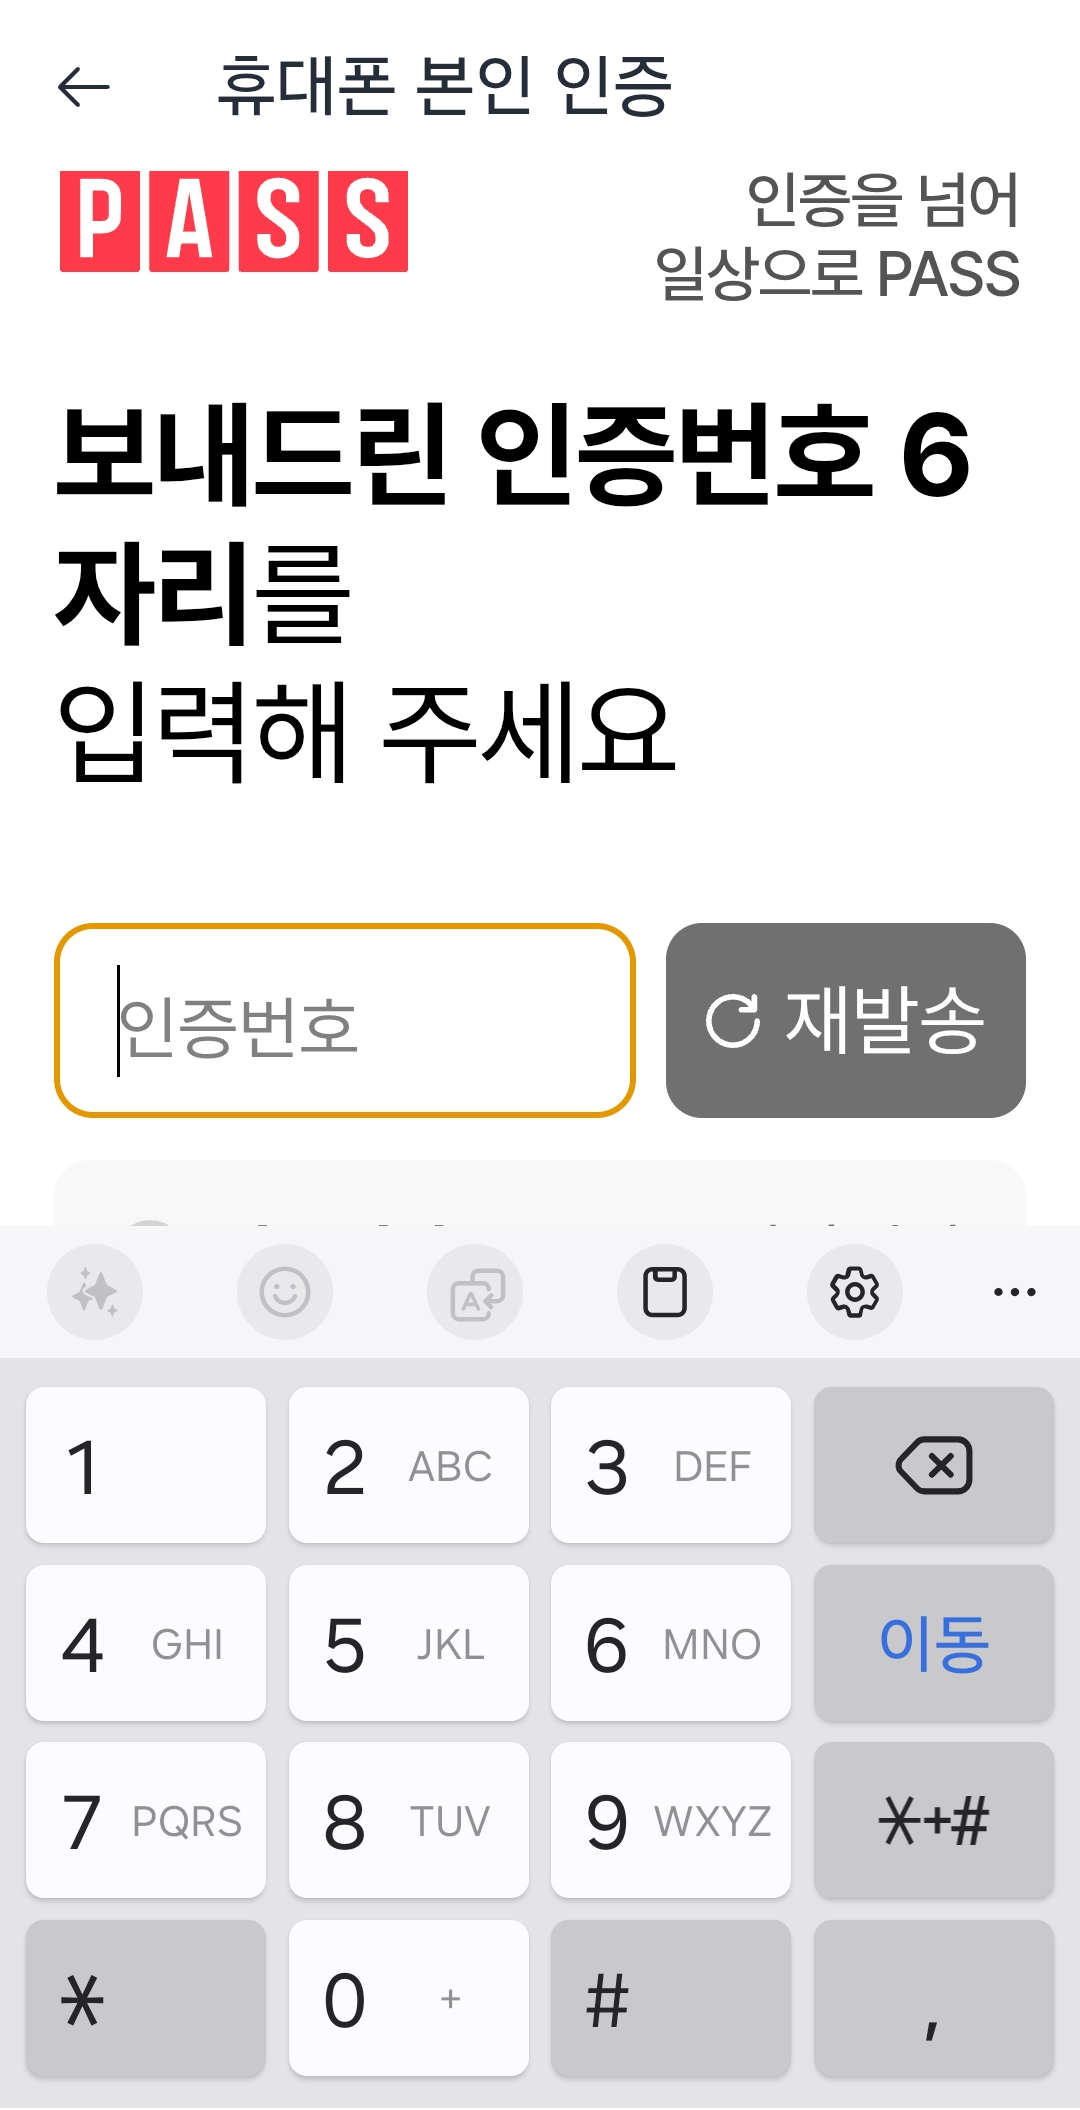 휴대폰 본인 인증
PASS
인증을 넘어
일상으로 PASS
보내드린 인증번호 6
자리를
입력해 주세요
인증번호
재발송
1
2 ABC
3 DEF
4 GHI
5 JKL
6 MNO
이동
7 PQRS
8 TUV
9 WXYZ
*+#
*
0 +
#
,